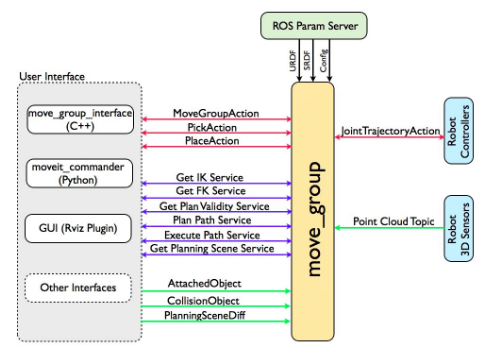 ROS Param Server
URDF
SRDF
Config
User Interface
move_group_interface
(C++)
moveit_commander
(Python)
GUI (Rviz Plugin)
Other Interfaces
MoveGroupAction
PickAction
PlaceAction
Get IK Service
Get FK Service
Get Plan Validity Service
Plan Path Service
Execute Path Service
Get Planning Scene Service
AttachedObject
CollisionObject
PlanningSceneDiff
move_group
JointTrajectoryAction
Point Cloud Topic
Robot
Controllers
Robot
3D Sensors